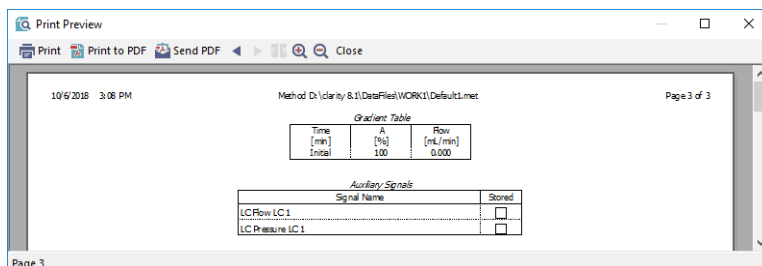 Print Preview
Print Print to PDF Send PDF Close
10/6/2018 3:08 PM Method D:\clarity 8.1\DataFiles\WORK1\Default1.met Page 3 of 3
Gradient Table
Time A Flow
[min] [%] [mL/min]
Initial 100 0.000
Auxiliary Signals
Signal Name Stored
LC Flow LC 1
LC Pressure LC 1
Page 3